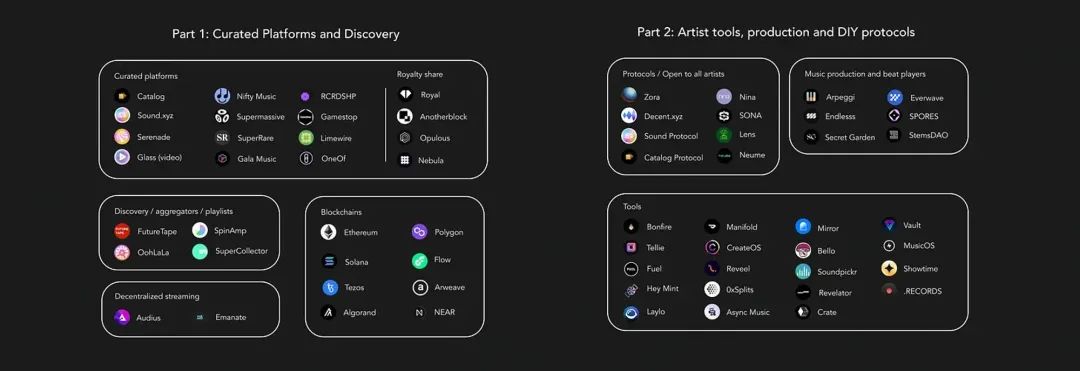 Part 1: Curated Platforms and Discovery
Curated platforms
Catalog
Sound.xyz
Serenade
Glass (video)
Nifty Music
Supermassive
SuperRare
Gala Music
RCRDSHP
Gamestop
Limewire
OneOf
Royalty share
Royal
Anotherblock
Opulous
Nebula
Discovery / aggregators / playlists
FutureTape
OohLaLa
SpinAmp
SuperCollector
Decentralized streaming
Audius
Emanate
Blockchains
Ethereum
Solana
Tezos
Algorand
Polygon
Flow
Arweave
NEAR
Part 2: Artist tools, production and DIY protocols
Protocols / Open to all artists
Zora
Decent.xyz
Sound Protocol
Catalog Protocol
Nina
SONA
Lens
Neume
Music production and beat players
Arpeggi
Endlesss
Secret Garden
Everwave
SPORES
StemsDAO
Tools
Bonfire
Tellie
Fuel
Hey Mint
Laylo
Manifold
CreateOS
Reveel
0xSplits
Async Music
Mirror
Bello
Soundpickr
Revelator
Crate
Vault
MusicOS
Showtime
.RECORDS